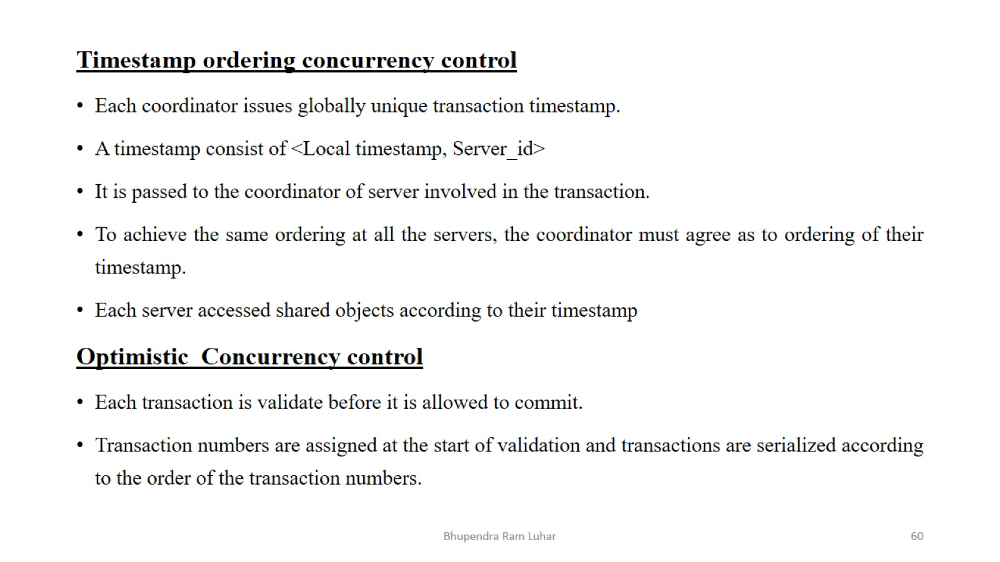 Timestamp ordering concurrency control
• Each coordinator issues globally unique transaction timestamp.
• A timestamp consist of <Local timestamp, Server_id>
• It is passed to the coordinator of server involved in the transaction.
• To achieve the same ordering at all the servers, the coordinator must agree as to ordering of their
timestamp.
• Each server accessed shared objects according to their timestamp
Optimistic  Concurrency control
• Each transaction is validate before it is allowed to commit.
• Transaction numbers are assigned at the start of validation and transactions are serialized according
to the order of the transaction numbers.
Bhupendra Ram Luhar
60